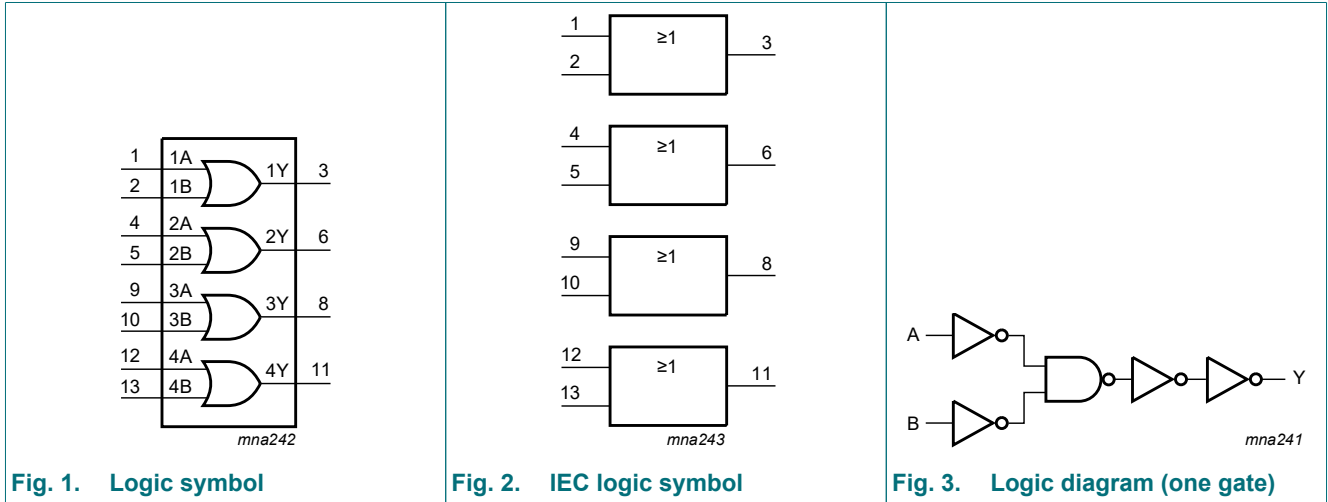 1 1A 1Y 3
2 1B
4 2A 2Y 6
5 2B
9 3A 3Y 8
10 3B
12 4A 4Y 11
13 4B
mna242
Fig. 1. Logic symbol
1 ≥1 3
2
4 ≥1 6
5
9 ≥1 8
10
12 ≥1 11
13
mna243
Fig. 2. IEC logic symbol
A
Y
B
mna241
Fig. 3. Logic diagram (one gate)